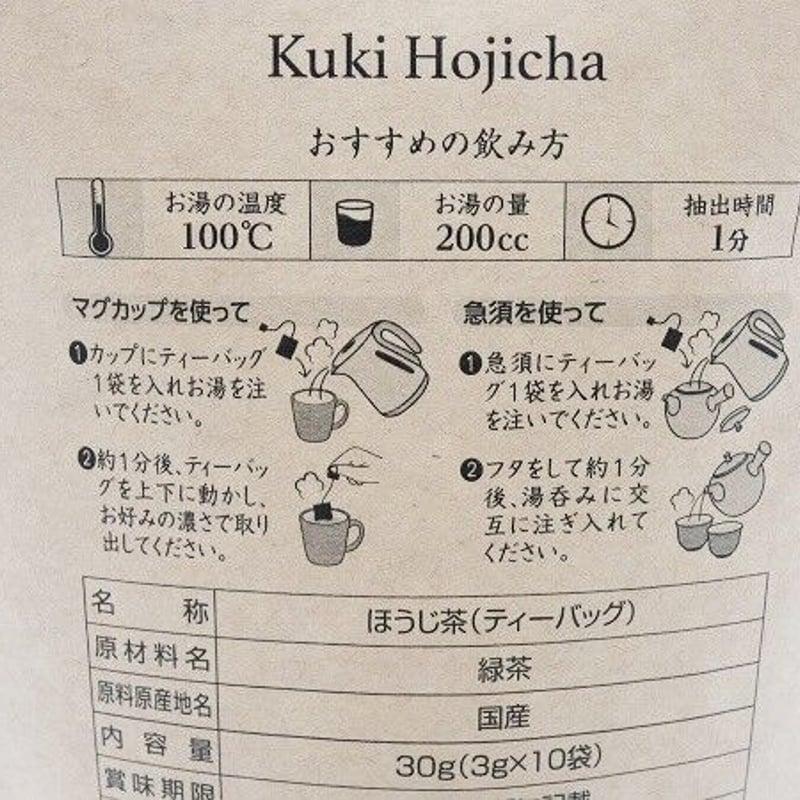 Kuki Hojicha
おすすめの飲み方
お湯の温度
100℃
お湯の量
200cc
抽出時間
1分
マグカップを使って
❶カップにティーバッグ
1袋を入れお湯を注
いでください。
❷約1分後、ティーバッ
グを上下に動かし、
お好みの濃さで取り
出してください。
急須を使って
❶急須にティーバッ
グ1袋を入れお湯
を注いでください。
❷フタをして約1分
後、湯呑みに交
互に注ぎ入れて
ください。
名称 ほうじ茶(ティーバッグ)
原材料名 緑茶
原料原産地名 国産
内容量 30g(3g×10袋)
賞味期限